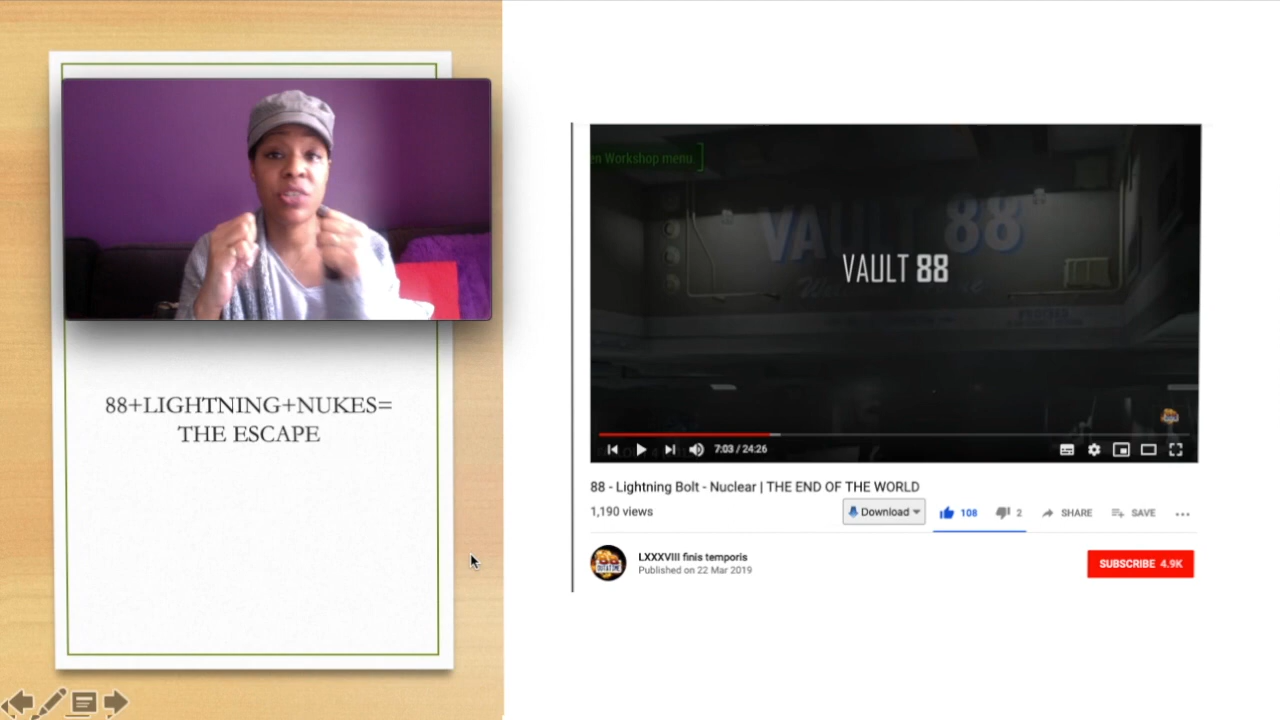 88+LIGHTNING+NUKES=
THE ESCAPE
en Workshop menu.
VAULT 88
VAULT 88
7:03 / 24:26
88 - Lightning Bolt - Nuclear | THE END OF THE WORLD
1,190 views
Download
108
2
SHARE
SAVE
LXXXVIII finis temporis
Published on 22 Mar 2019
SUBSCRIBE 4.9K